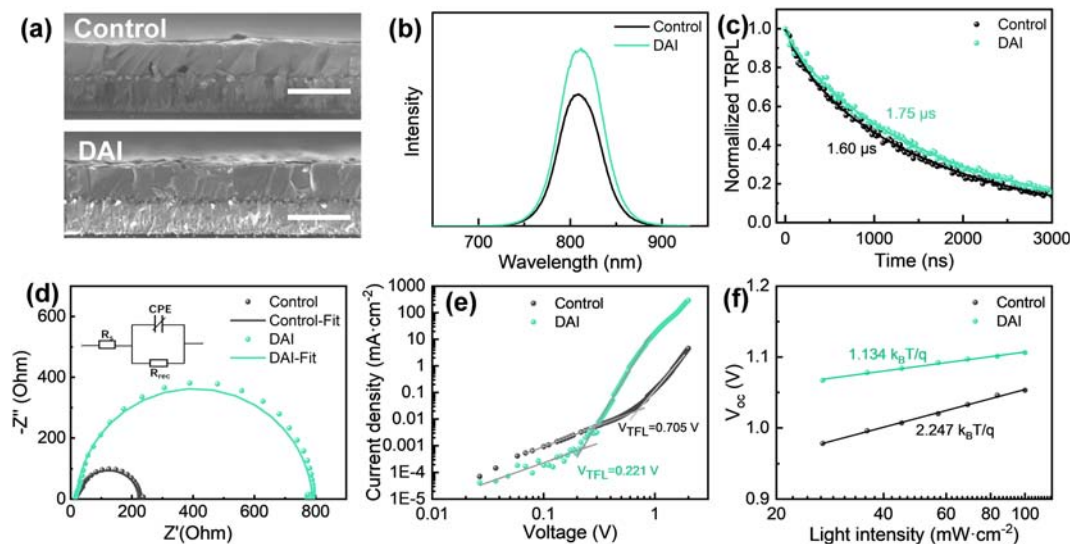 (a)
Control
DAI
(b)
Control
DAI
Intensity
700
800
900
Wavelength (nm)
(c)
Control
DAI
1.75 µs
1.60 µs
Normallized TRPL
1.0
0.8
0.6
0.4
0.2
0.0
0
1000
2000
3000
Time (ns)
(d)
Control
Control-Fit
DAI
DAI-Fit
CPE
Rs
Rrec
-Z'' (Ohm)
600
400
200
0
0
200
400
600
800
Z'(Ohm)
(e)
Control
DAI
VTFL=0.705 V
VTFL=0.221 V
Current density (mA·cm-2)
100
10
1
0.1
0.01
0.001
1E-4
1E-5
0.01
0.1
1
Voltage (V)
(f)
Control
DAI
1.134 kBT/q
2.247 kBT/q
Voc (V)
1.2
1.1
1.0
0.9
20
40
60
80 100120
Light intensity (mW·cm-2)